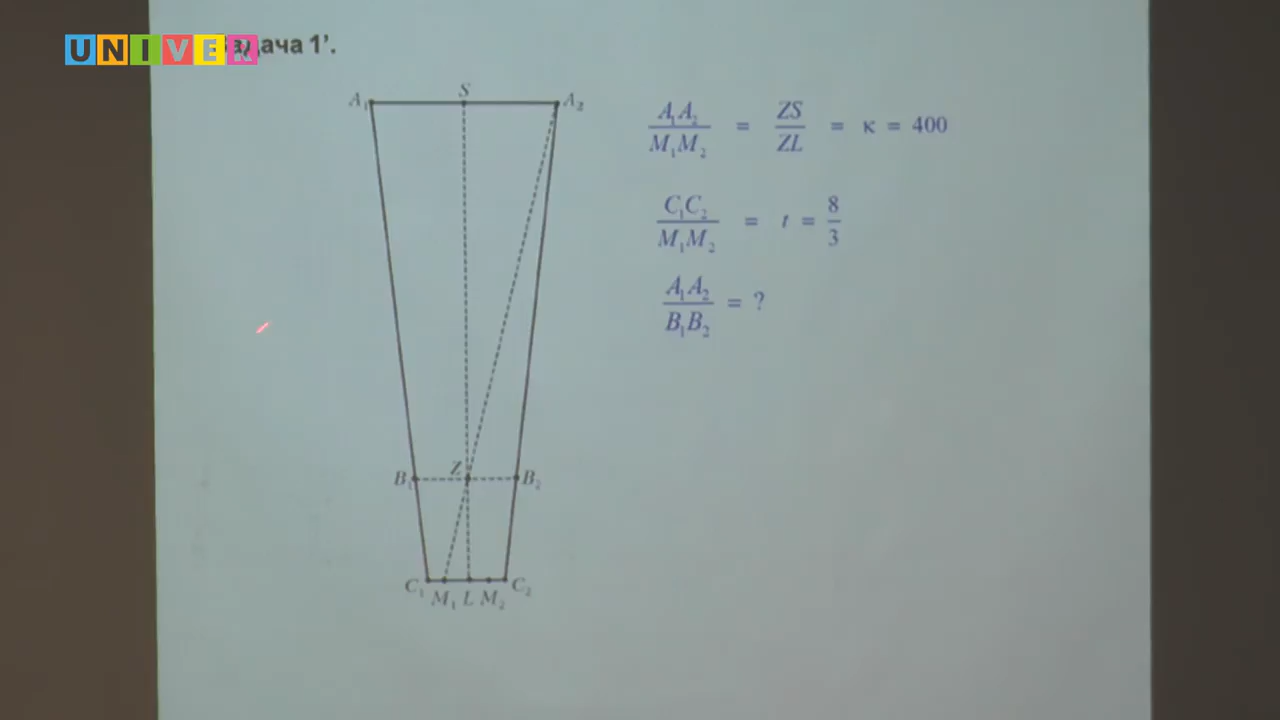 UNIVER
Задача 1'.
A₁ S A₂
B₁ Z B₂
C₁ M₁ L M₂ C₂
A₁A₂ / M₁M₂ = ZS / ZL = κ = 400
C₁C₂ / M₁M₂ = t = 8 / 3
A₁A₂ / B₁B₂ = ?